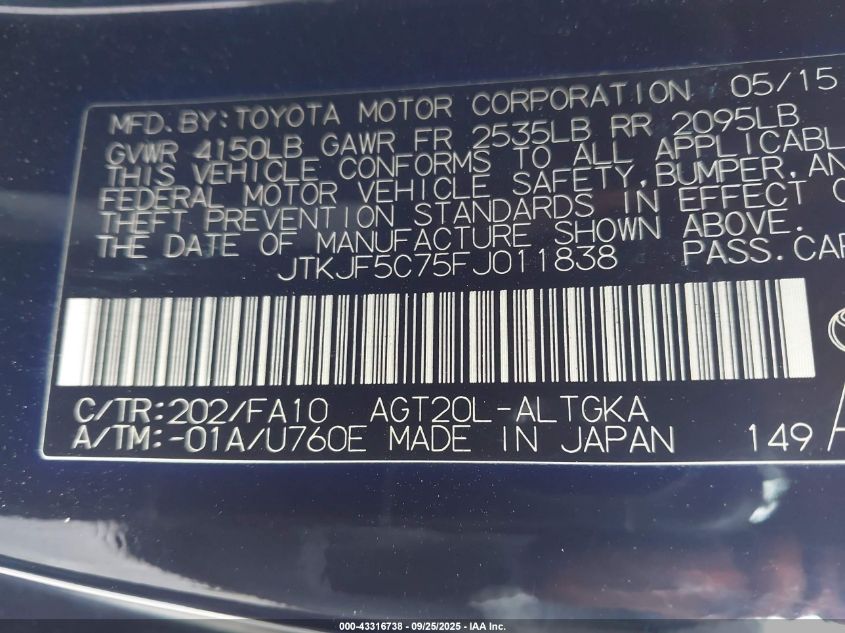 MFD. BY: TOYOTA MOTOR CORPORATION 05/15
GVWR 4150LB GAWR FR 2535LB RR 2095LB
THIS VEHICLE CONFORMS TO ALL APPLICABL
FEDERAL MOTOR VEHICLE SAFETY, BUMPER, AN
THEFT PREVENTION STANDARDS IN EFFECT O
THE DATE OF MANUFACTURE SHOWN ABOVE.
JTKJF5C75FJ011838 PASS. CAR
C/TR: 202/FA10 AGT20L-ALTGKA
A/TM: -01A/U760E MADE IN JAPAN 149 A
000-43316738 - 09/25/2025 - IAA Inc.